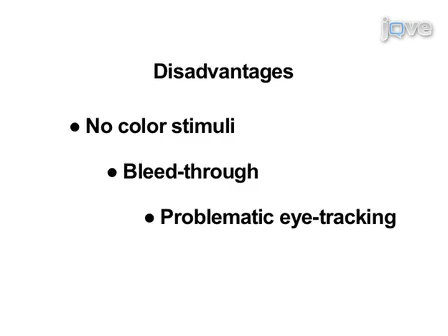 jove
Disadvantages
● No color stimuli
● Bleed-through
● Problematic eye-tracking